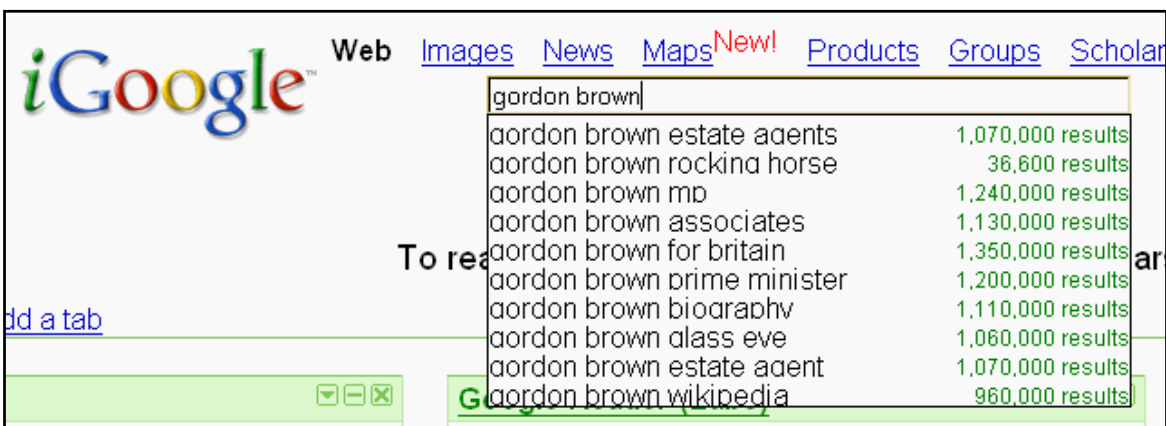 iGoogle™
Web Images News Maps New! Products Groups Scholar
gordon brown
gordon brown estate agents 1,070,000 results
gordon brown rocking horse 36,600 results
gordon brown mp 1,240,000 results
gordon brown associates 1,130,000 results
gordon brown for britain 1,350,000 results
To rea
gordon brown prime minister 1,200,000 results
gordon brown biography 1,110,000 results
dd a tab
gordon brown glass eye 1,060,000 results
gordon brown estate agent 1,070,000 results
gordon brown wikipedia 960,000 results